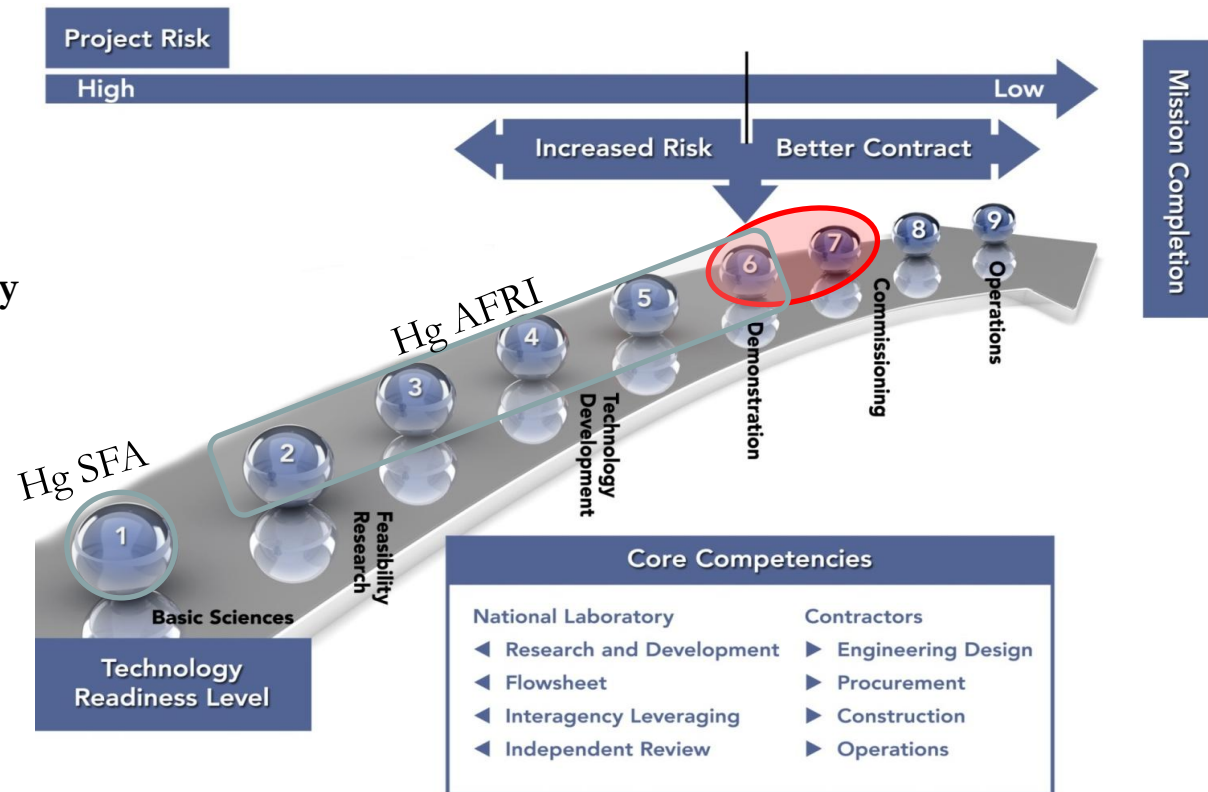 Project Risk
High
Low
Increased Risk
Better Contract
Mission Completion
y
Hg AFRI
Hg SFA
1
2
3
4
5
6
7
8
9
Basic Sciences
Feasibility
Research
Technology
Development
Demonstration
Commissioning
Operations
Technology
Readiness Level
Core Competencies
National Laboratory
◀ Research and Development
◀ Flowsheet
◀ Interagency Leveraging
◀ Independent Review
Contractors
▶ Engineering Design
▶ Procurement
▶ Construction
▶ Operations